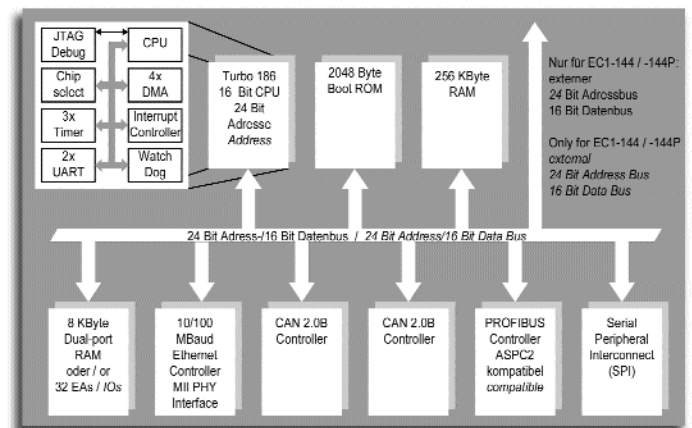 JTAG
Debug
CPU
Chip
select
4x
DMA
3x
Timer
Interrupt
Controller
2x
UART
Watch
Dog
Turbo 186
16 Bit CPU
24 Bit
Adresse
Address
2048 Byte
Boot ROM
256 KByte
RAM
Nur für EC1-144 / -144P:
externer
24 Bit Adressbus
16 Bit Datenbus
Only for EC1-144 / -144P
external
24 Bit Address Bus
16 Bit Data Bus
24 Bit Adress-/16 Bit Datenbus / 24 Bit Address/16 Bit Data Bus
8 KByte
Dual-port
RAM
oder / or
32 EAs / IOs
10/100
MBaud
Ethernet
Controller
MII PHY
Interface
CAN 2.0B
Controller
CAN 2.0B
Controller
PROFIBUS
Controller
ASPC2
kompatibel
compatible
Serial
Peripheral
Interconnect
(SPI)